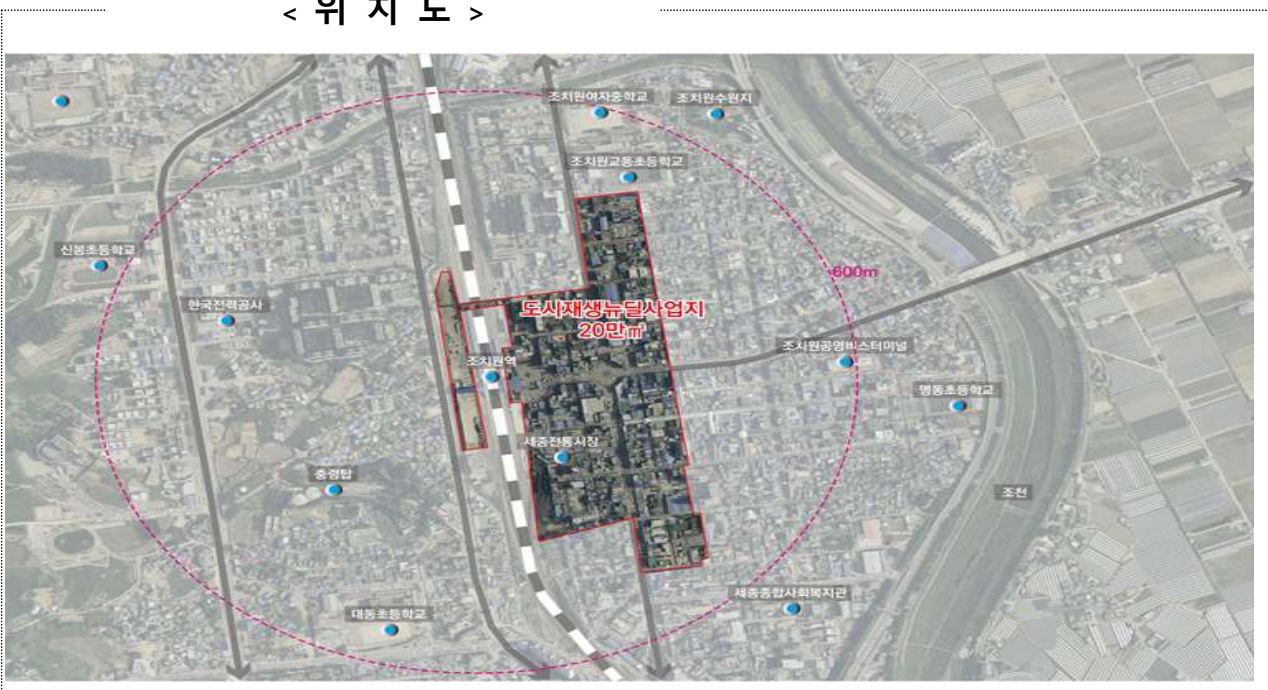 < 위 치 도 >
조치원여자중학교
조치원수원지
조치원교동초등학교
신봉초등학교
600m
한국전력공사
도시재생뉴딜사업지
20만㎡
조치원역
조치원공영버스터미널
명동초등학교
세종전통시장
충령탑
조천
세종종합사회복지관
대동초등학교